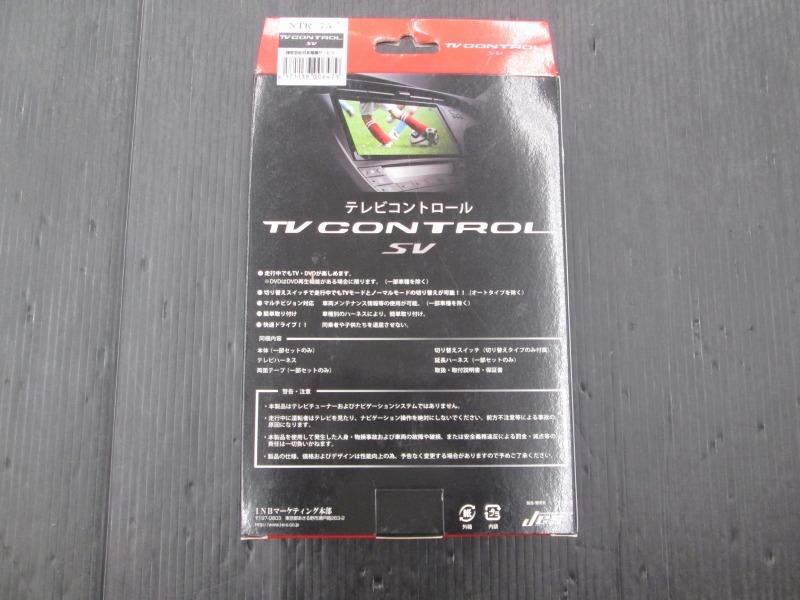 NTR-75
TV CONTROL
SV
TV CONTROL
SV
テレビコントロール
TV CONTROL
SV
●走行中でもTV・DVDが楽しめます。
※DVDはDVD再生機能がある場合に限ります。(一部車種を除く)
●切り替えスイッチで走行中でもTVモードとノーマルモードの切り替えが可能!!(オートタイプを除く)
●マルチビジョン対応 車両メンテナンス情報等の使用が可能。(一部車種を除く)
●簡単取り付け 車種別のハーネスにより、簡単取り付け。
●快適ドライブ!! 同乗者や子供たちを退屈させない。
同梱内容
本体(一部セットのみ) 切り替えスイッチ(切り替えタイプのみ付属)
テレビハーネス 延長ハーネス(一部セットのみ)
両面テープ(一部セットのみ) 取扱・取付説明書・保証書
警告・注意
・本製品はテレビチューナーおよびナビゲーションシステムではありません。
・走行中に運転者はテレビを見たり、ナビゲーション操作を絶対にしないでください。前方不注意等による事故の
原因になります。
・本製品を使用して発生した人身・物損事故および車両の故障や破損、または安全義務違反による罰金・減点等の
責任は一切負いかねます。
・製品の仕様、価格およびデザインは性能向上の為、予告なく変更する場合がありますので予めご了承ください。
INBマーケティング本部
〒197-0803 東京都あきる野市瀬戸岡263-2
紙
外箱
プラ
内袋